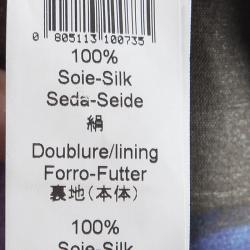 0 805113 100735
100%
Soie-Silk
Seda-Seide
絹
Doublure/lining
Forro-Futter
裏地(本体)
100%
Soie-Silk